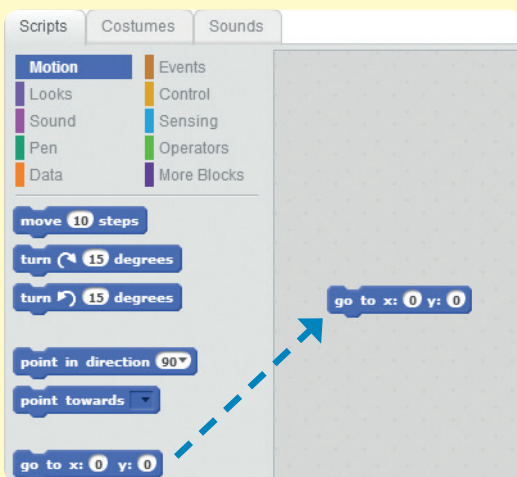 Scripts Costumes Sounds
Motion Events
Looks Control
Sound Sensing
Pen Operators
Data More Blocks
move 10 steps
turn 15 degrees
turn 15 degrees
go to x: 0 y: 0
point in direction 90
point towards
go to x: 0 y: 0